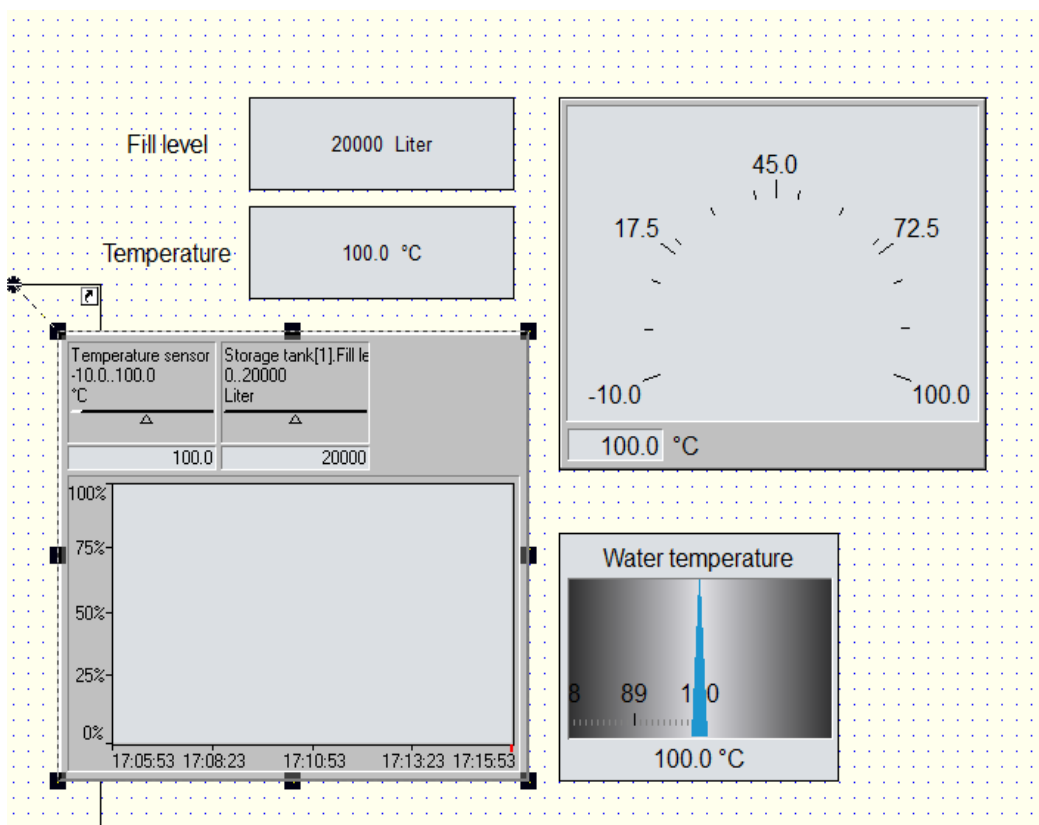 Fill level
20000 Liter
Temperature
100.0 °C
45.0
17.5
72.5
-10.0
100.0
100.0 °C
Temperature sensor
-10.0..100.0
°C
100.0
Storage tank[1].Fill le
0..20000
Liter
20000
100%
75%
50%
25%
0%
17:05:53 17:08:23 17:10:53 17:13:23 17:15:53
Water temperature
8 89 100
100.0 °C